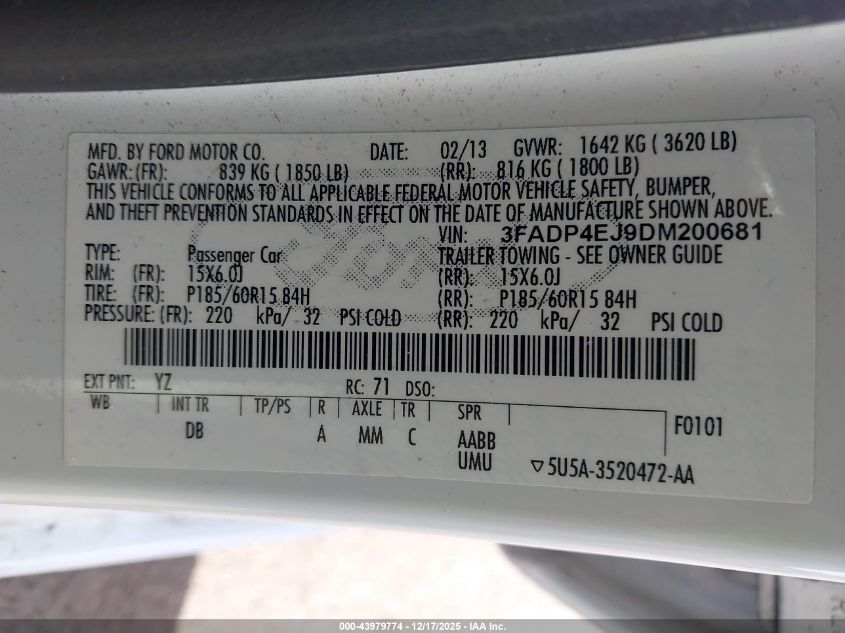 MFD. BY FORD MOTOR CO. DATE: 02/13 GVWR: 1642 KG ( 3620 LB)
GAWR: (FR): 839 KG ( 1850 LB) (RR): 816 KG ( 1800 LB)
THIS VEHICLE CONFORMS TO ALL APPLICABLE FEDERAL MOTOR VEHICLE SAFETY, BUMPER,
AND THEFT PREVENTION STANDARDS IN EFFECT ON THE DATE OF MANUFACTURE SHOWN ABOVE.
VIN: 3FADP4EJ9DM200681
TYPE: Passenger Car TRAILER TOWING - SEE OWNER GUIDE
RIM: (FR): 15X6.0J (RR): 15X6.0J
TIRE: (FR): P185/60R15 84H (RR): P185/60R15 84H
PRESSURE: (FR): 220 kPa/ 32 PSI COLD (RR): 220 kPa/ 32 PSI COLD
EXT PNT: YZ RC: 71 DSO:
WB INT TR TP/PS R AXLE TR SPR F0101
DB A MM C AABB
UMU ▽5U5A-3520472-AA
000-43979774 - 12/17/2025 - IAA Inc.